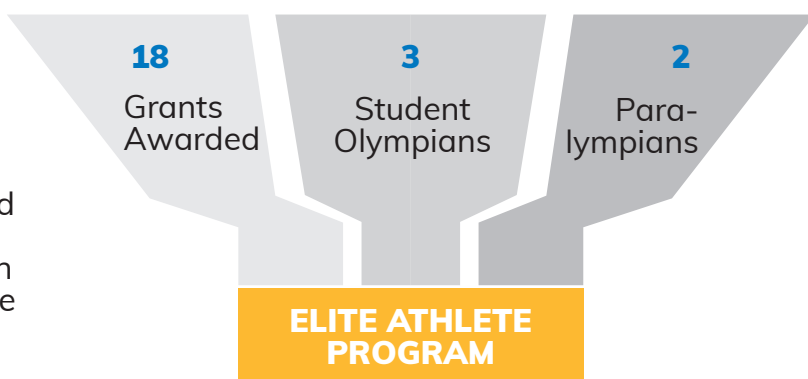 18
Grants
Awarded
3
Student
Olympians
2
Para-
lympians
d
n
e
ELITE ATHLETE
PROGRAM